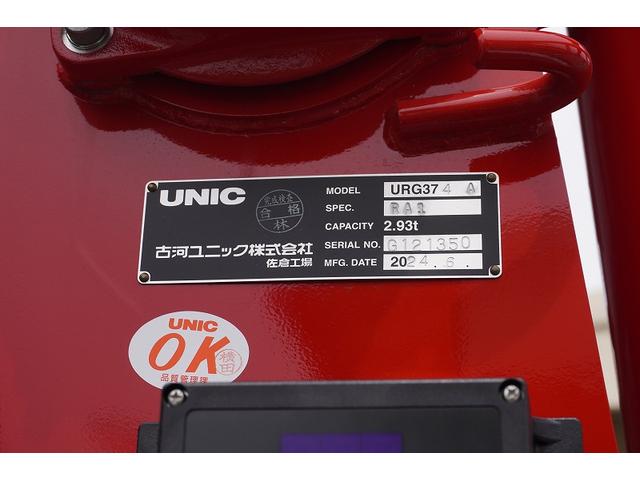 UNIC
完成検査
合格
林
古河ユニック株式会社
佐倉工場
MODEL URG374 A
SPEC. RA1
CAPACITY 2.93t
SERIAL NO. G121350
MFG. DATE 2024.6.
UNIC
OK
横田
品質管理課